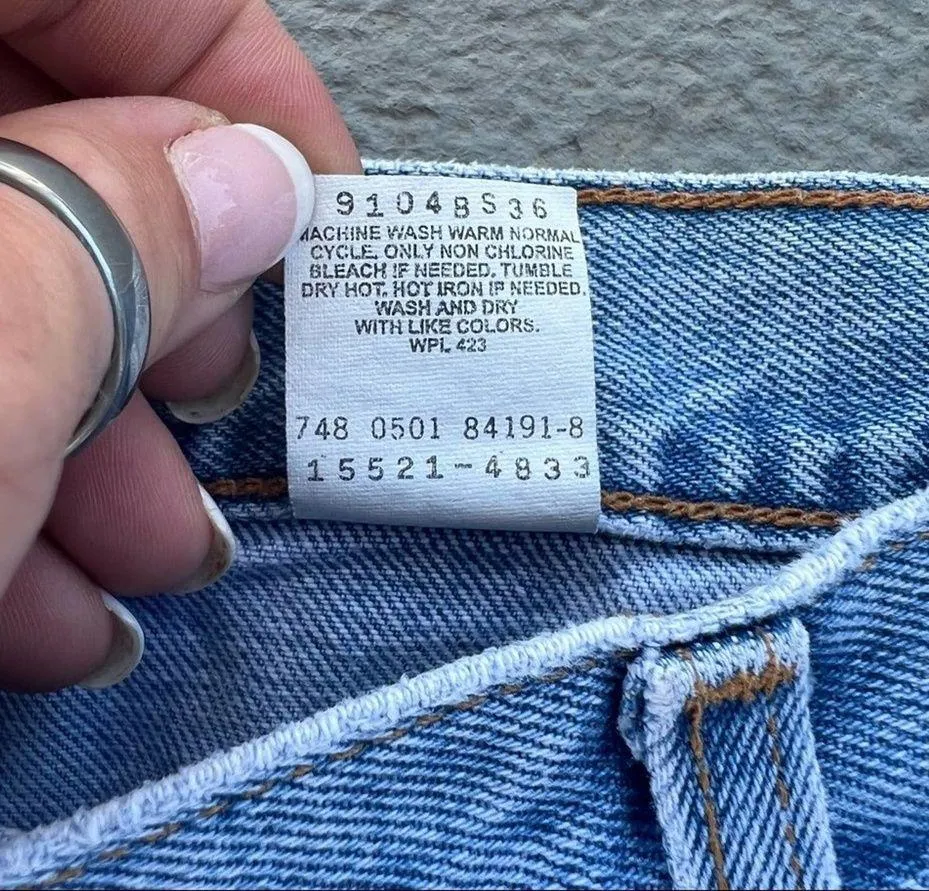 91048S36
MACHINE WASH WARM NORMAL
CYCLE. ONLY NON CHLORINE
BLEACH IF NEEDED. TUMBLE
DRY HOT. HOT IRON IF NEEDED.
WASH AND DRY
WITH LIKE COLORS.
WPL 423
748 0501 84191-8
15521-4833